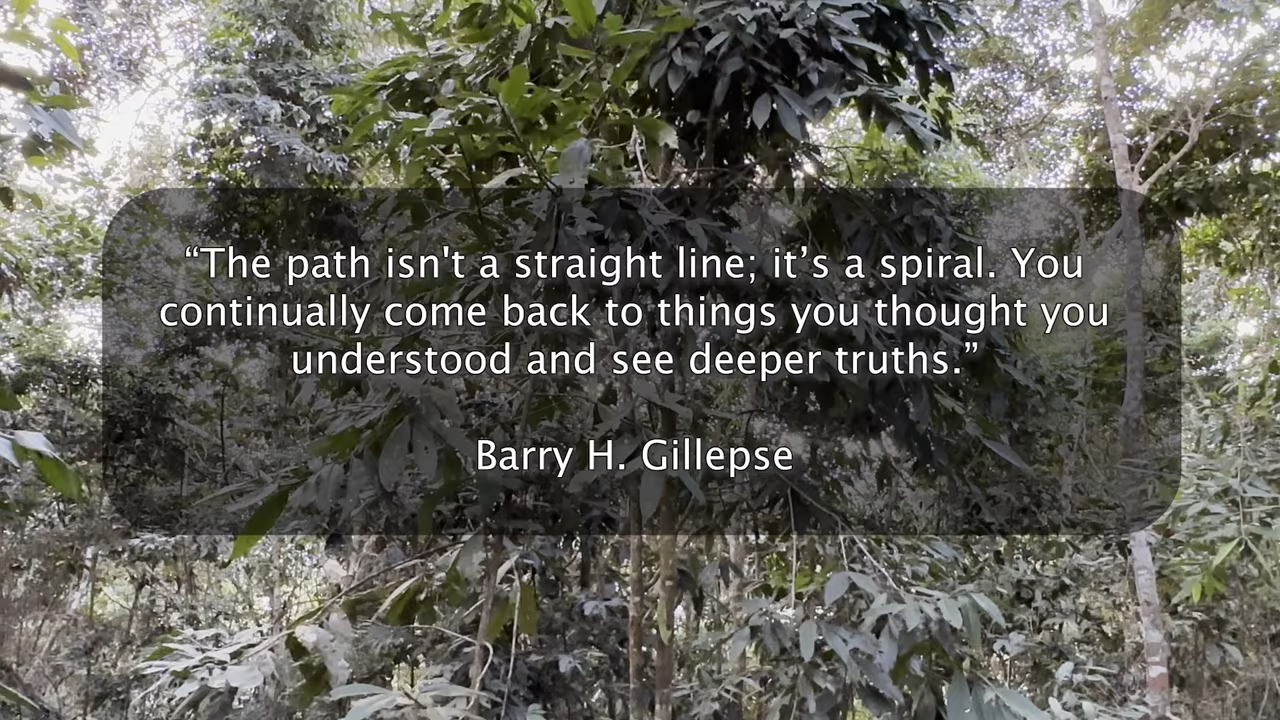 “The path isn't a straight line; it’s a spiral. You
continually come back to things you thought you
understood and see deeper truths.”
Barry H. Gillepse